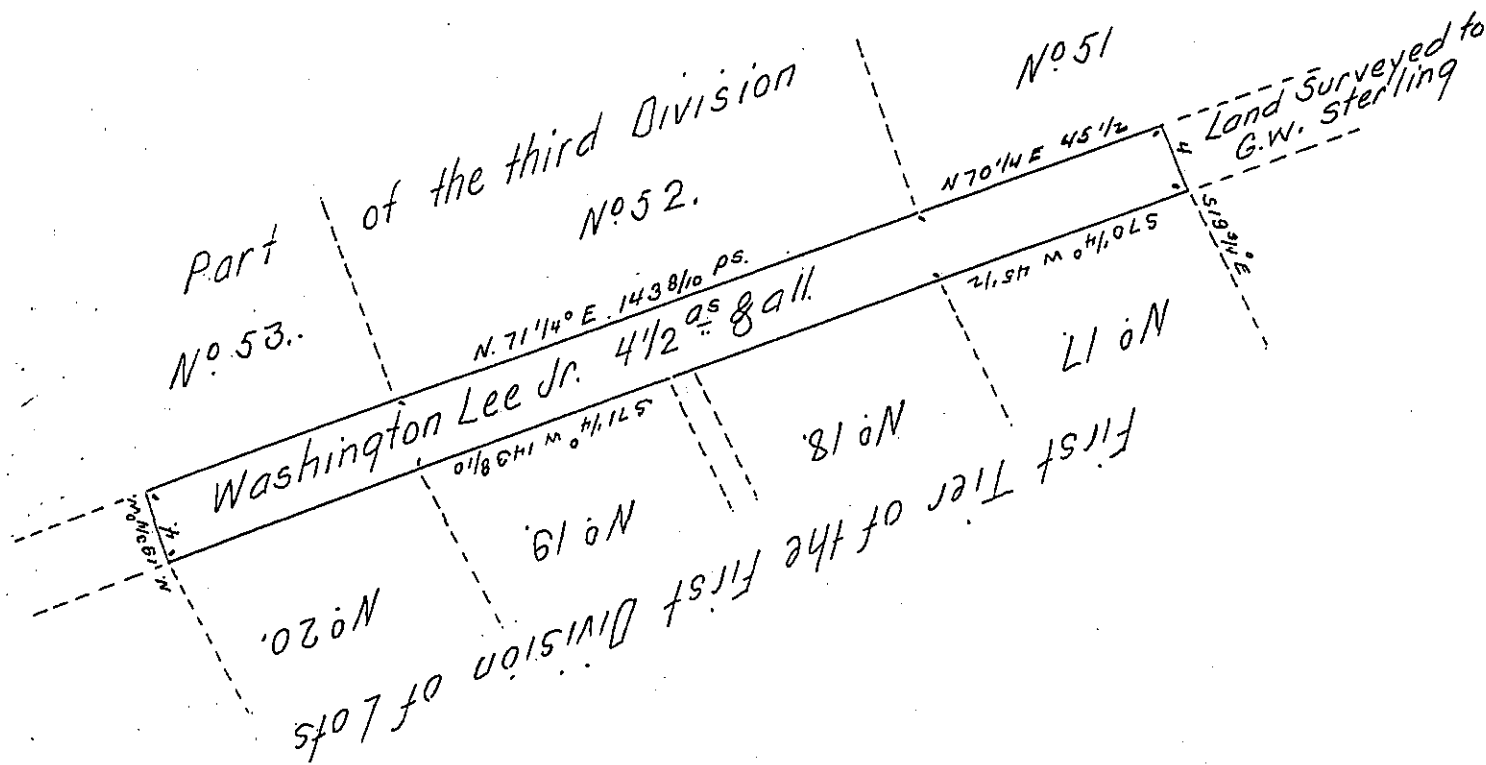 Part of the third Division
Nº 53..
Nº 52.
Nº 51
Land Surveyed to
G.W. Sterling
N. 71 1/4° E. 143 8/10 Ps.
N 70 1/4 E 45 1/2
4
S 19 3/4° E
Washington Lee Jr. 4 1/2 as & all.
S 70 1/4° W 45 1/2
S 71 1/4° W 143 8/10
4.
N. 19 3/4° W.
No 17.
No 18.
No 19.
No 20.
First Tier of the First Division of Lots